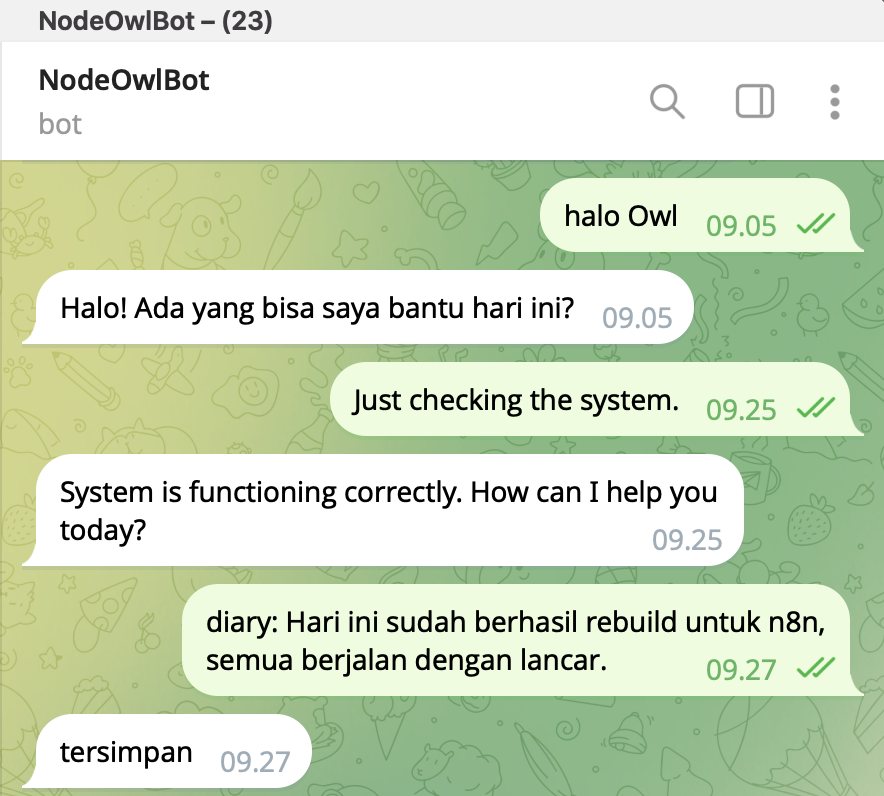 NodeOwlBot – (23)
NodeOwlBot
bot
halo Owl 09.05
Halo! Ada yang bisa saya bantu hari ini? 09.05
Just checking the system. 09.25
System is functioning correctly. How can I help you
today? 09.25
diary: Hari ini sudah berhasil rebuild untuk n8n,
semua berjalan dengan lancar. 09.27
tersimpan 09.27